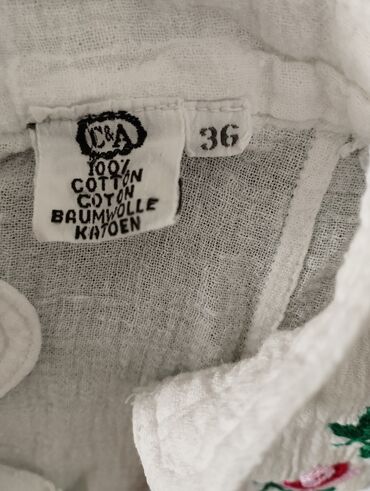 C&A
36
100%
COTTON
COTON
BAUMWOLLE
KATOEN